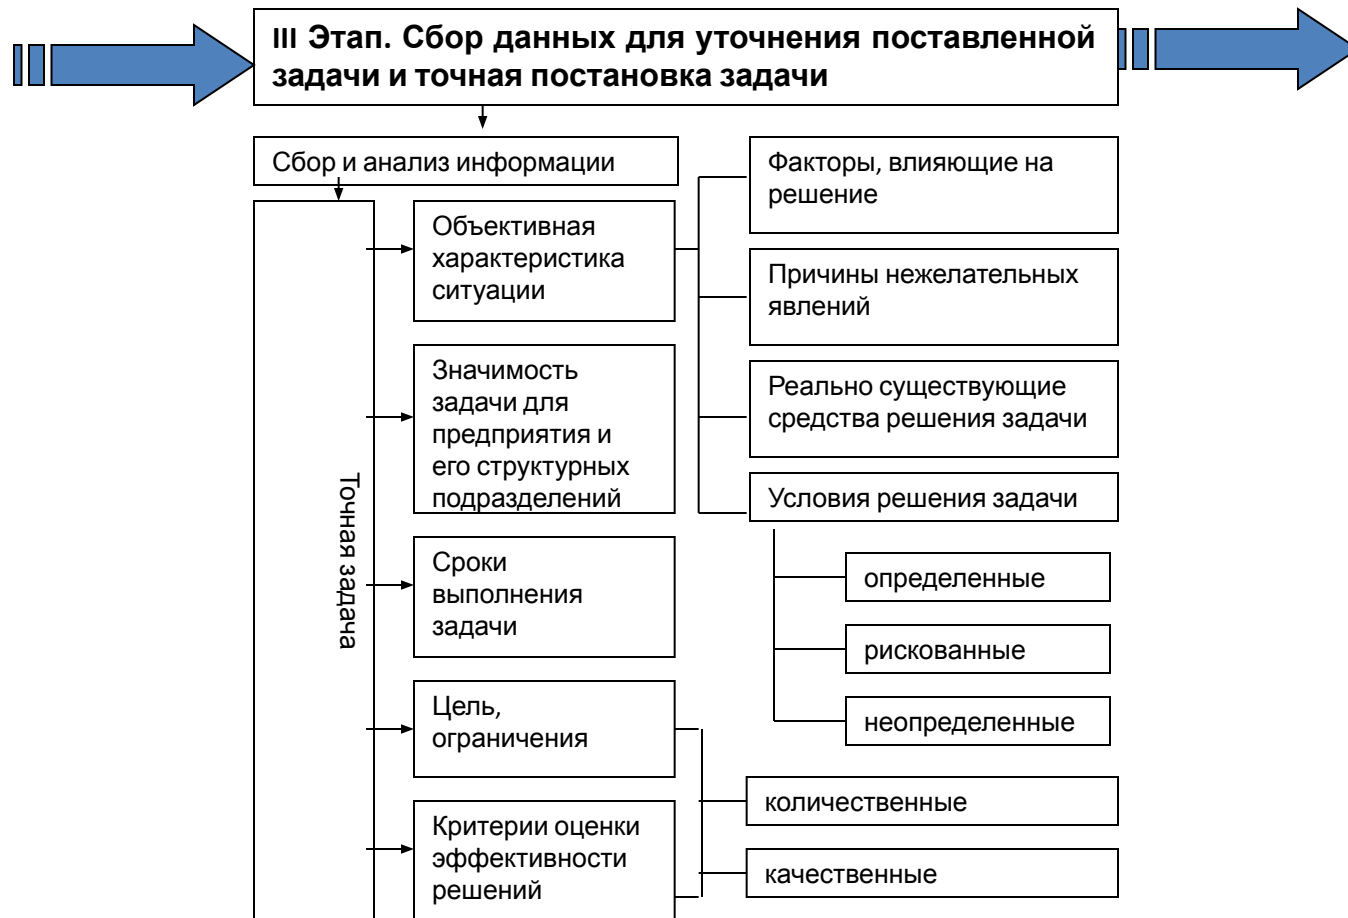 III Этап. Сбор данных для уточнения поставленной
задачи и точная постановка задачи
Сбор и анализ информации
Точная задача
Объективная
характеристика
ситуации
Значимость
задачи для
предприятия и
его структурных
подразделений
Сроки
выполнения
задачи
Цель,
ограничения
Критерии оценки
эффективности
решений
Факторы, влияющие на
решение
Причины нежелательных
явлений
Реально существующие
средства решения задачи
Условия решения задачи
определенные
рискованные
неопределенные
количественные
качественные